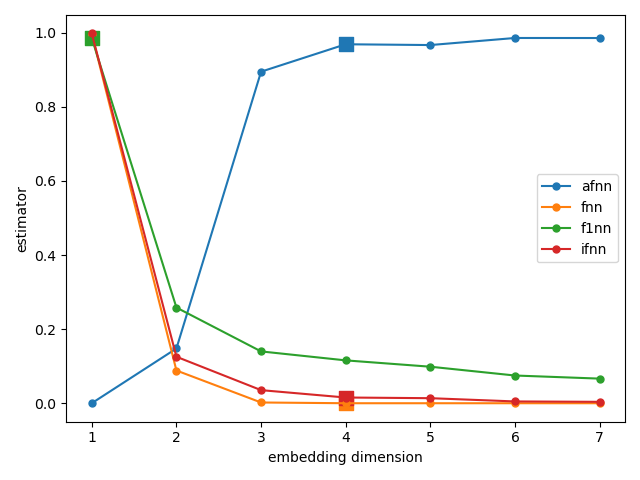 1.0
0.8
0.6
0.4
0.2
0.0
estimator
afnn
fnn
f1nn
ifnn
1 2 3 4 5 6 7
embedding dimension